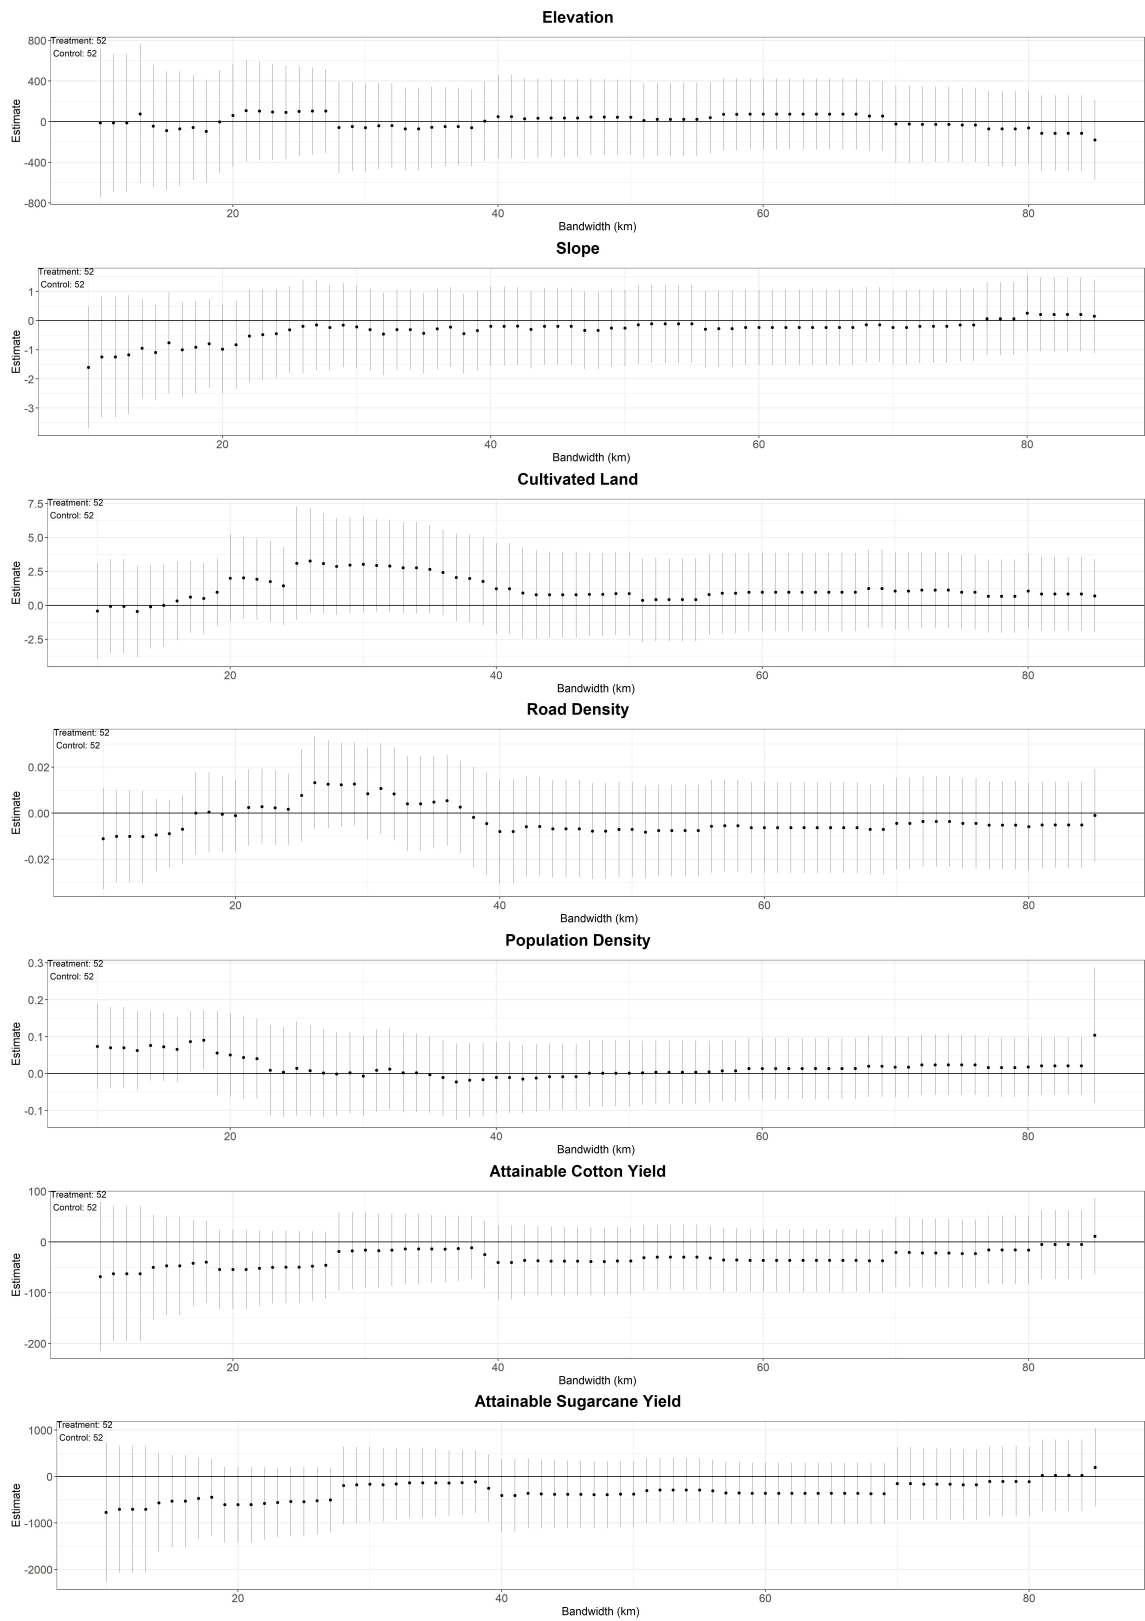 Elevation
Treatment: 52
Control: 52
800
400
0
-400
-800
Estimate
20 40 60 80
Bandwidth (km)
Slope
Treatment: 52
Control: 52
1
0
-1
-2
-3
Estimate
20 40 60 80
Bandwidth (km)
Cultivated Land
Treatment: 52
Control: 52
7.5
5.0
2.5
0.0
-2.5
Estimate
20 40 60 80
Bandwidth (km)
Road Density
Treatment: 52
Control: 52
0.02
0.00
-0.02
Estimate
20 40 60 80
Bandwidth (km)
Population Density
Treatment: 52
Control: 52
0.3
0.2
0.1
0.0
-0.1
Estimate
20 40 60 80
Bandwidth (km)
Attainable Cotton Yield
Treatment: 52
Control: 52
100
0
-100
-200
Estimate
20 40 60 80
Bandwidth (km)
Attainable Sugarcane Yield
Treatment: 52
Control: 52
1000
0
-1000
-2000
Estimate
20 40 60 80
Bandwidth (km)